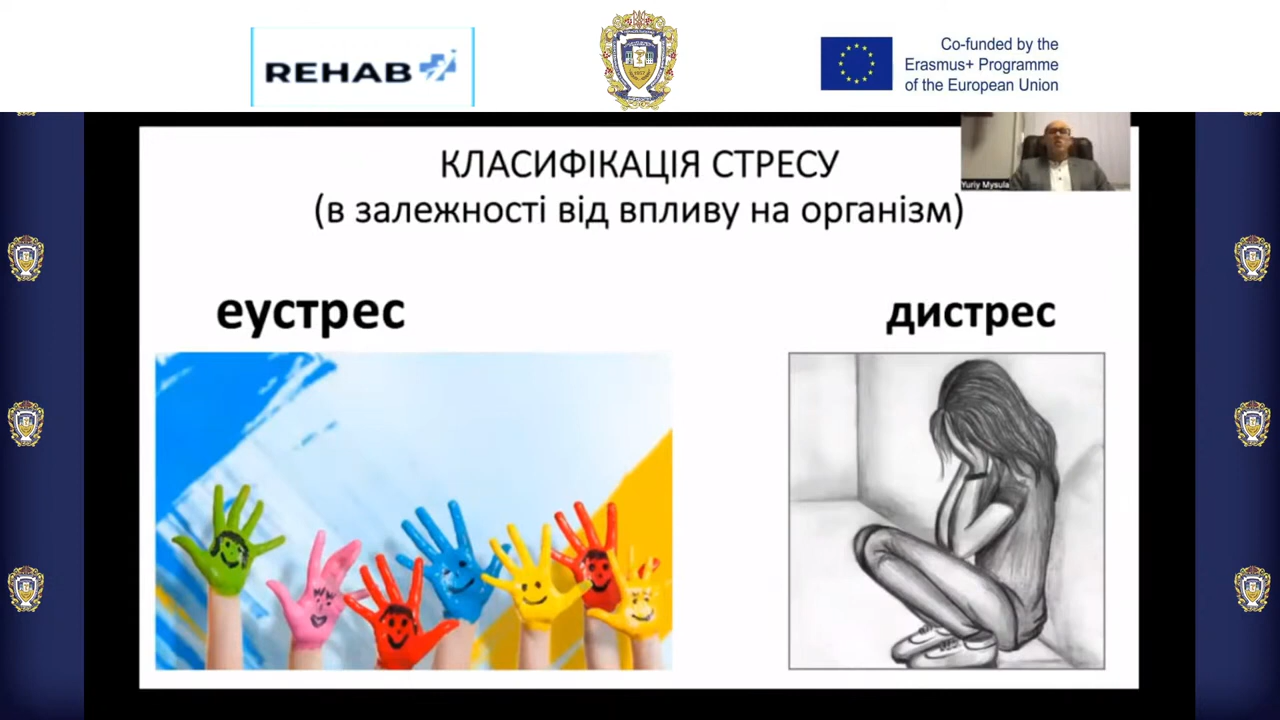 REHAB
Co-funded by the
Erasmus+ Programme
of the European Union
Yuriy Mysula
КЛАСИФІКАЦІЯ СТРЕСУ
(в залежності від впливу на організм)
еустрес
дистрес